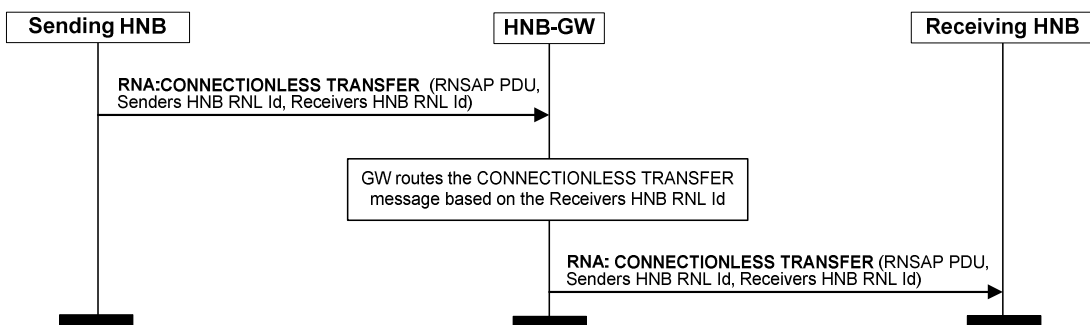 Sending HNB
HNB-GW
Receiving HNB
RNA:CONNECTIONLESS TRANSFER (RNSAP PDU,
Senders HNB RNL Id, Receivers HNB RNL Id)
GW routes the CONNECTIONLESS TRANSFER
message based on the Receivers HNB RNL Id
RNA: CONNECTIONLESS TRANSFER (RNSAP PDU,
Senders HNB RNL Id, Receivers HNB RNL Id)